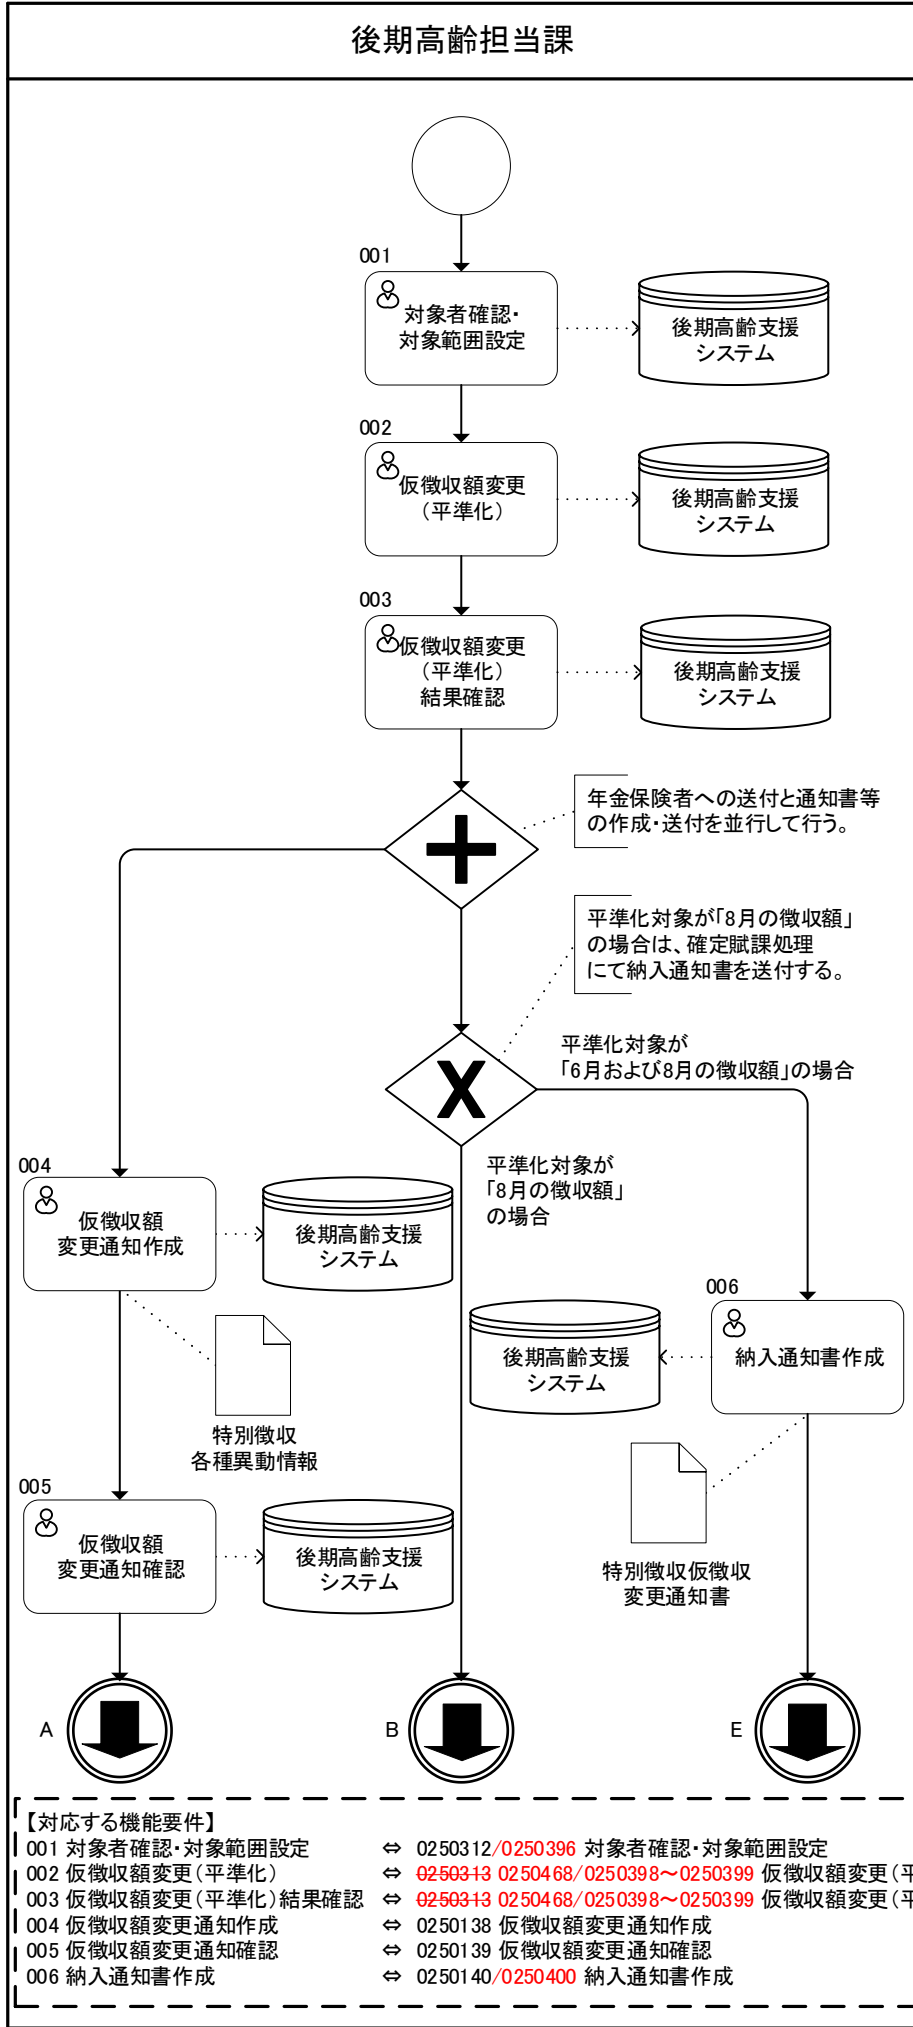 後期高齢担当課
001
対象者確認・
対象範囲設定
後期高齢支援
システム
002
仮徴収額変更
（平準化）
後期高齢支援
システム
003
仮徴収額変更
（平準化）
結果確認
後期高齢支援
システム
年金保険者への送付と通知書等
の作成・送付を並行して行う。
平準化対象が「8月の徴収額」
の場合は、確定賦課処理
にて納入通知書を送付する。
平準化対象が
「6月および8月の徴収額」の場合
平準化対象が
「8月の徴収額」
の場合
004
仮徴収額
変更通知作成
後期高齢支援
システム
特別徴収
各種異動情報
006
納入通知書作成
後期高齢支援
システム
特別徴収仮徴収
変更通知書
005
仮徴収額
変更通知確認
後期高齢支援
システム
A
B
E
【対応する機能要件】
001 対象者確認・対象範囲設定 ⇔ 0250312/0250396 対象者確認・対象範囲設定
002 仮徴収額変更（平準化） ⇔ 0250313 0250468/0250398～0250399 仮徴収額変更（平
003 仮徴収額変更（平準化）結果確認 ⇔ 0250313 0250468/0250398～0250399 仮徴収額変更（平
004 仮徴収額変更通知作成 ⇔ 0250138 仮徴収額変更通知作成
005 仮徴収額変更通知確認 ⇔ 0250139 仮徴収額変更通知確認
006 納入通知書作成 ⇔ 0250140/0250400 納入通知書作成